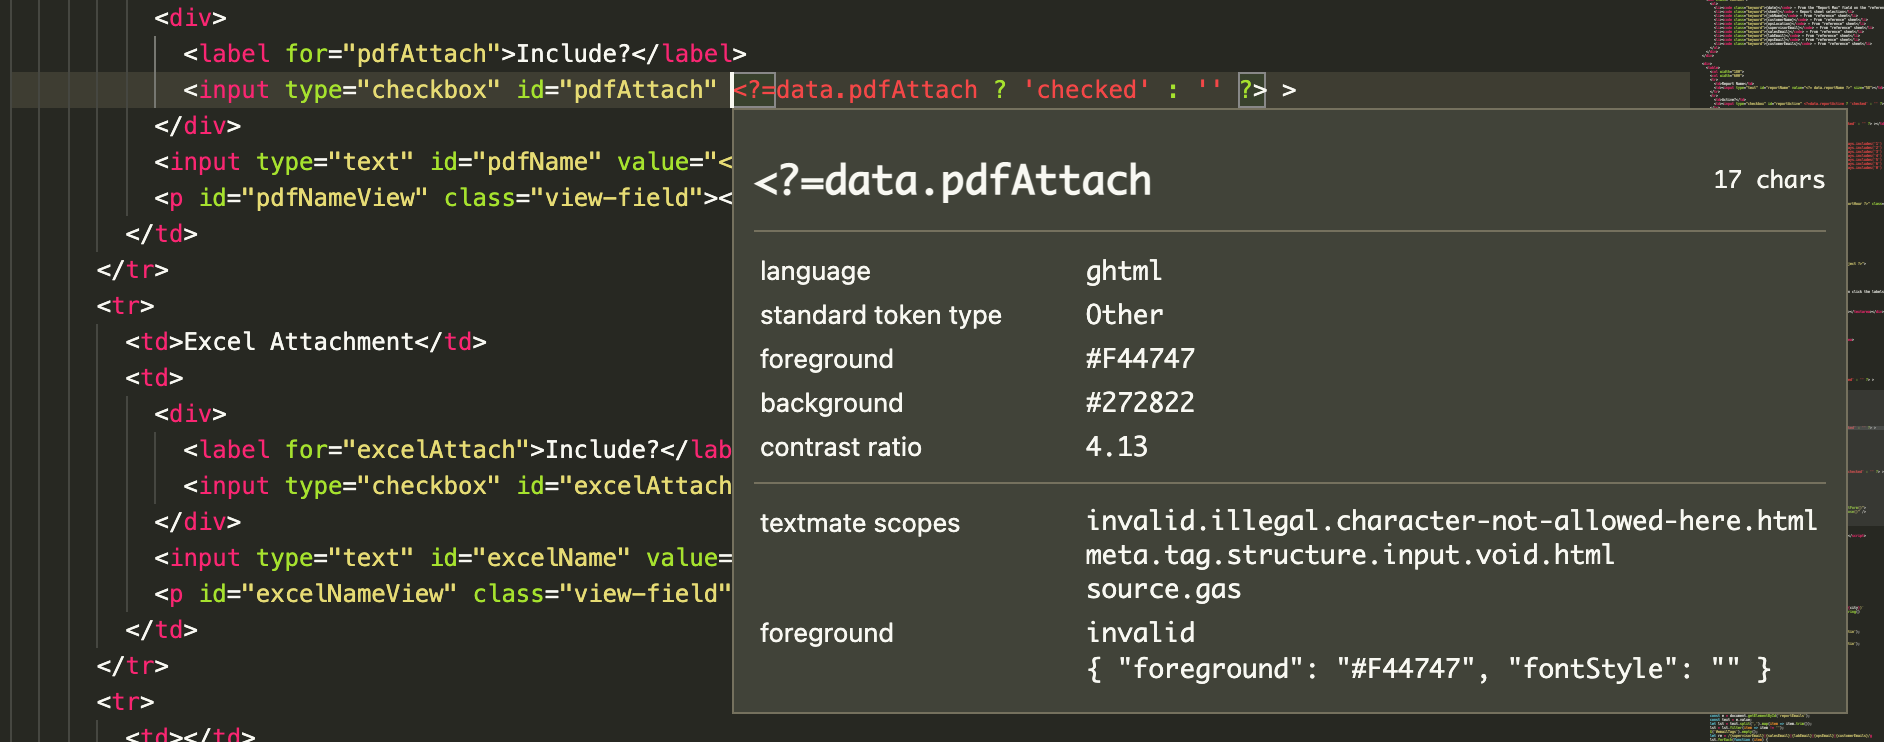 <div>
<label for="pdfAttach">Include?</label>
<input type="checkbox" id="pdfAttach" <?=data.pdfAttach ? 'checked' : '' ?> >
</div>
<input type="text" id="pdfName" value="<
<p id="pdfNameView" class="view-field"><
</td>
</tr>
<tr>
<td>Excel Attachment</td>
<td>
<div>
<label for="excelAttach">Include?</lab
<input type="checkbox" id="excelAttach
</div>
<input type="text" id="excelName" value=
<p id="excelNameView" class="view-field"
</td>
</tr>
<tr>
<td></td>
<?=data.pdfAttach 17 chars
language ghtml
standard token type Other
foreground #F44747
background #272822
contrast ratio 4.13
textmate scopes invalid.illegal.character-not-allowed-here.html
meta.tag.structure.input.void.html
source.gas
foreground invalid
{ "foreground": "#F44747", "fontStyle": "" }